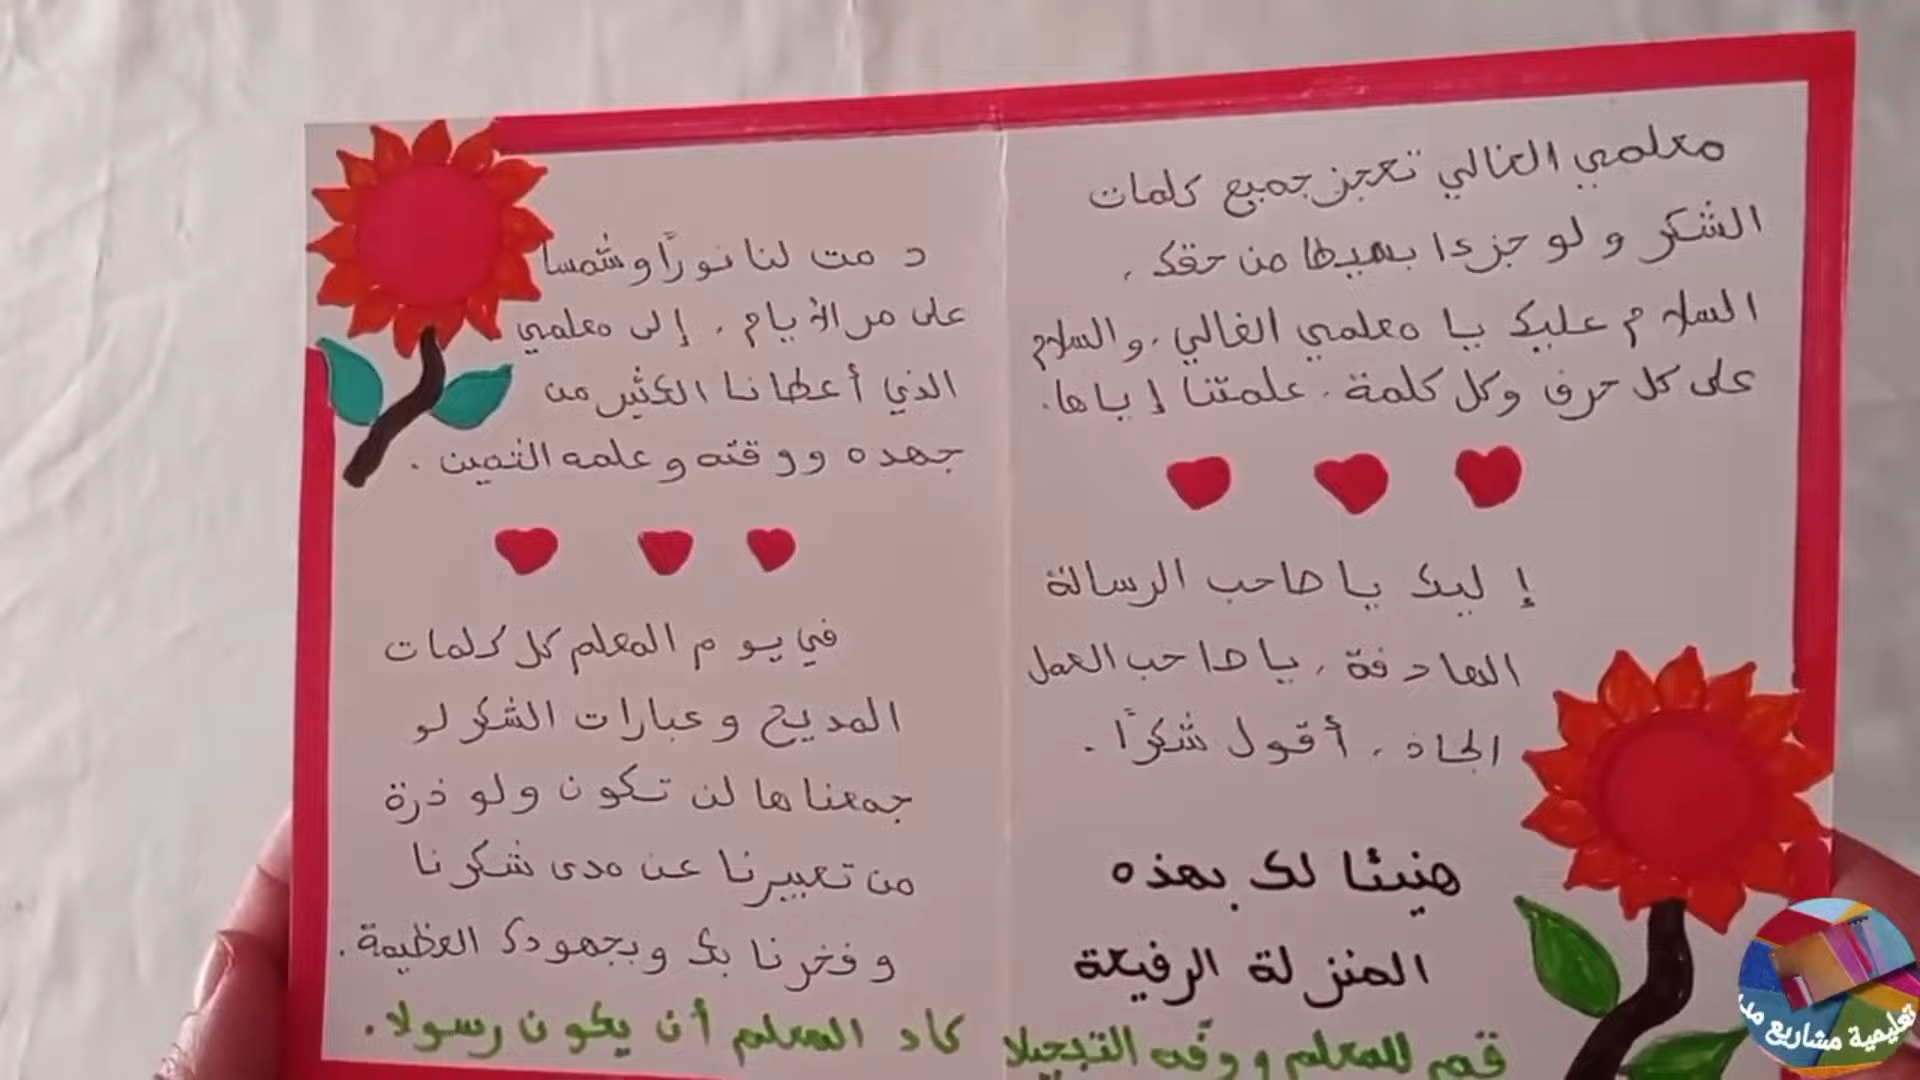 معلمي الغالي تعجز جميع كلمات
الشكر و لو جزءا بسيطا من حقك ،
السلام عليك يا معلمي الغالي ، والسلام
على كل حرف وكل كلمة ، علمتنا إياها .
إليك يا صاحب الرسالة
الهادفة ، يا صاحب العمل
الجاد ، أقول شكرًا .
هنيئا لك بهذه
المنزلة الرفيعة
دمت لنا نورًا وشمسا
على مر الأيام ، إلى معلمي
الذي أعطانا الكثير من
جهده ووقته وعلمه الثمين .
في يوم المعلم كل كلمات
المديح وعبارات الشكر لو
جمعناها لن تكون ولو ذرة
من تعبيرنا عن مدى شكرنا
وفخرنا بك وبجهودك العظيمة .
قم للمعلم ووفّه التبجيلا كاد المعلم أن يكون رسولا .
تعليمية مشاريع